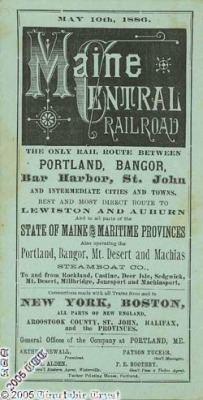 MAY 10th, 1886.
Maine
CENTRAL
RAILROAD
THE ONLY RAIL ROUTE BETWEEN
PORTLAND, BANGOR,
Bar Harbor, St. John
AND INTERMEDIATE CITIES AND TOWNS.
BEST AND MOST DIRECT ROUTE TO
LEWISTON AND AUBURN
And to all parts of the
STATE OF MAINE AND MARITIME PROVINCES
Also operating the
Portland, Bangor, Mt. Desert and Machias
STEAMBOAT CO.
To and from Rockland, Castine, Deer Isle, Sedgwick,
Mt. Desert, Millbridge, Jonesport and Machiasport.
Connections made with all Trains from and to
NEW YORK, BOSTON,
ALL PARTS OF NEW ENGLAND,
AROOSTOOK COUNTY, ST. JOHN, HALIFAX,
and the PROVINCES.
General Offices of the Company at PORTLAND, ME.
PAYSON TUCKER,
F. E. BOOTHBY,
Tucker Printing House, Portland.
© 2005